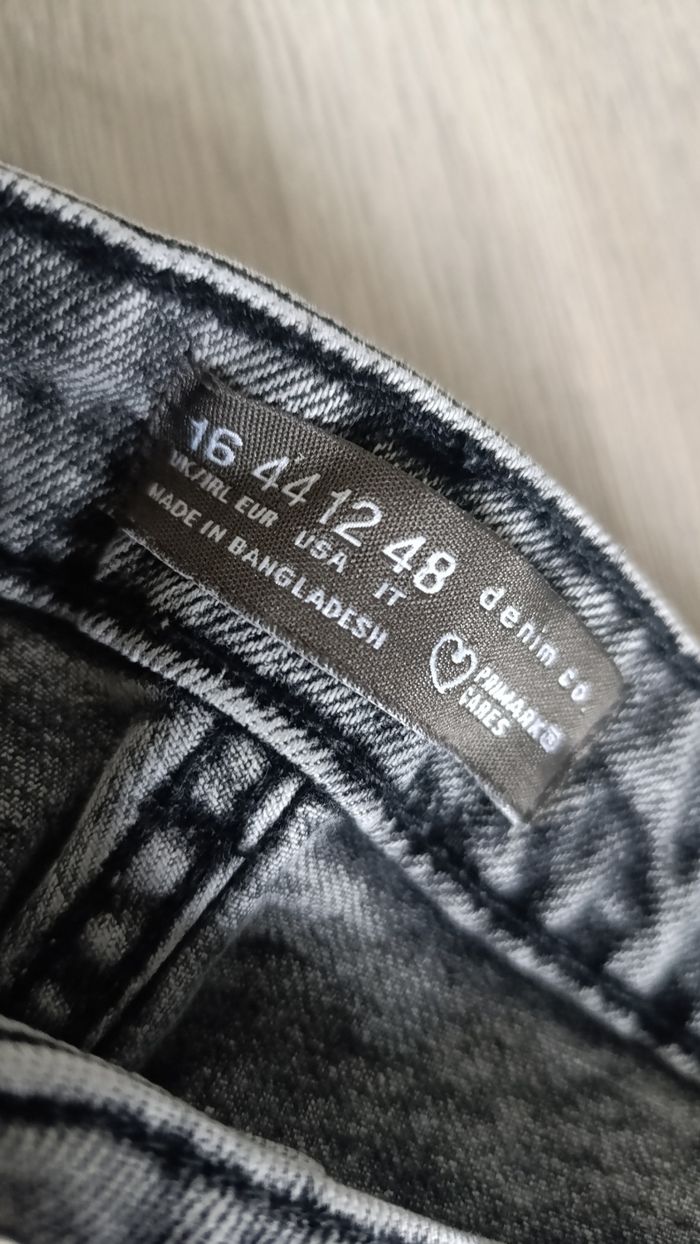 16 44 12 48 denim co.
UK/IRL EUR USA IT
MADE IN BANGLADESH
PRIMARK®
CARES